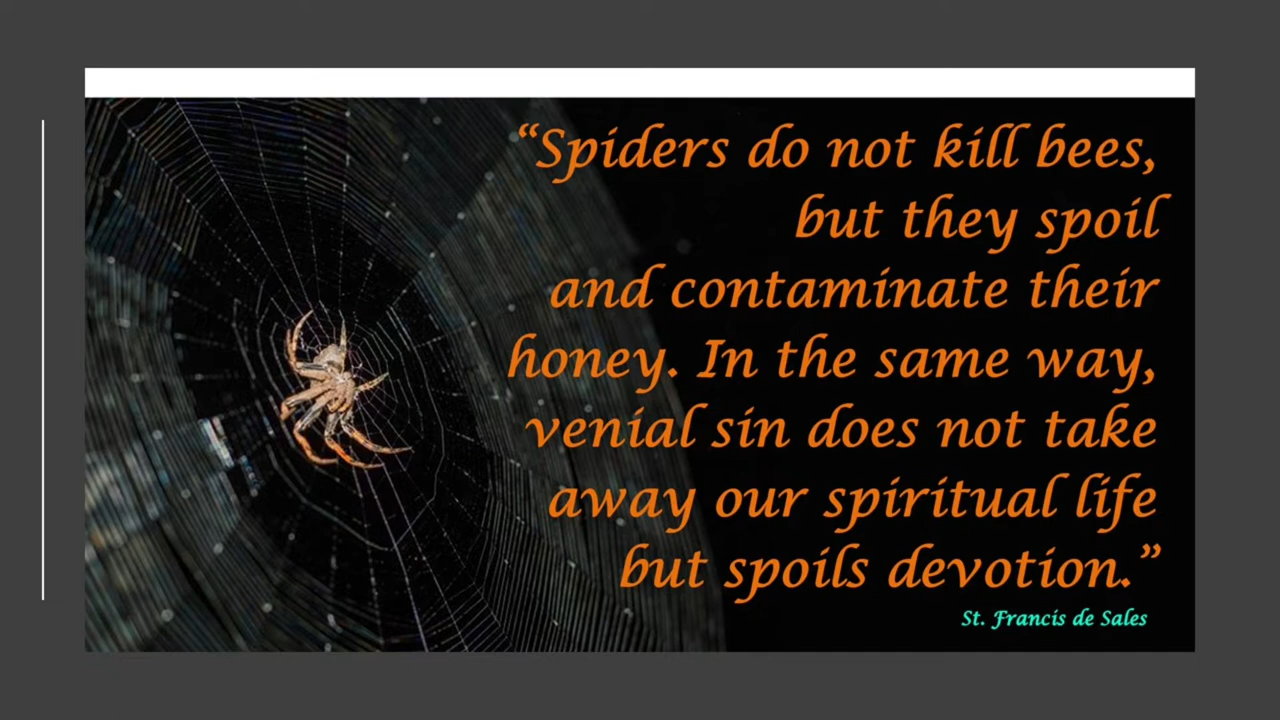 “Spiders do not kill bees,
but they spoil
and contaminate their
honey. In the same way,
venial sin does not take
away our spiritual life
but spoils devotion.”
St. Francis de Sales